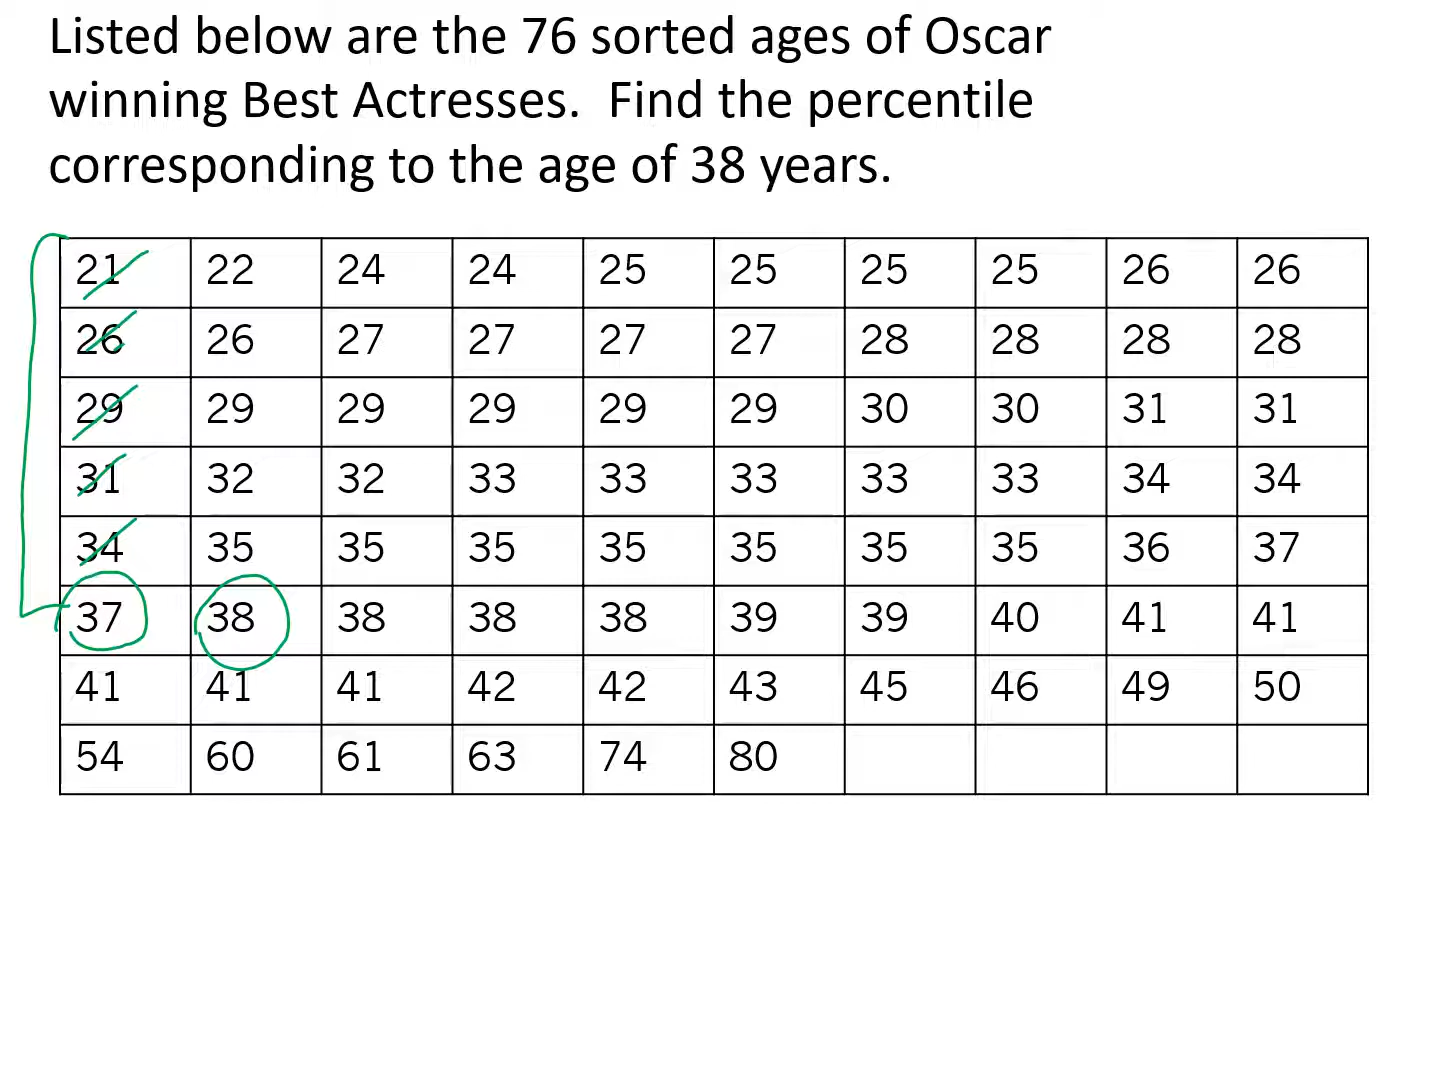 Listed below are the 76 sorted ages of Oscar
winning Best Actresses. Find the percentile
corresponding to the age of 38 years.
21 22 24 24 25 25 25 25 26 26
26 26 27 27 27 27 28 28 28 28
29 29 29 29 29 29 30 30 31 31
31 32 32 33 33 33 33 33 34 34
34 35 35 35 35 35 35 35 36 37
37 38 38 38 38 39 39 40 41 41
41 41 41 42 42 43 45 46 49 50
54 60 61 63 74 80